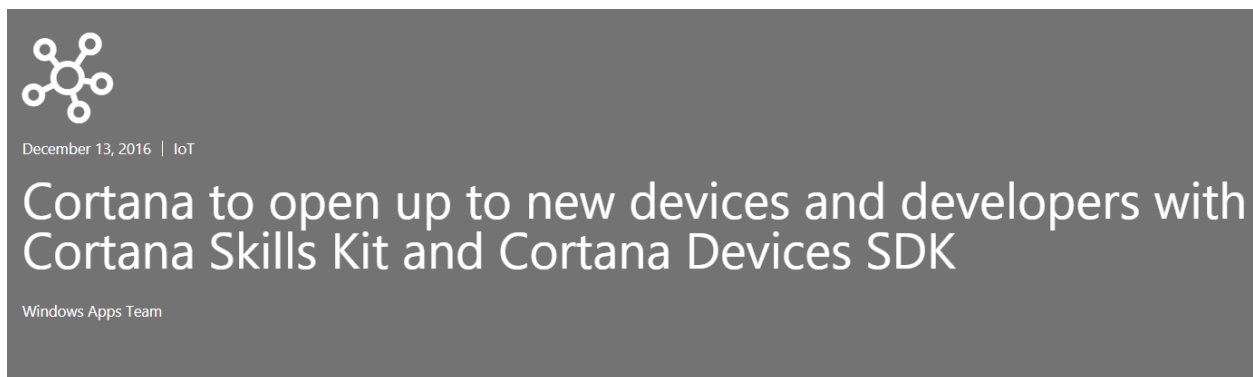 December 13, 2016 | IoT
Cortana to open up to new devices and developers with
Cortana Skills Kit and Cortana Devices SDK
Windows Apps Team